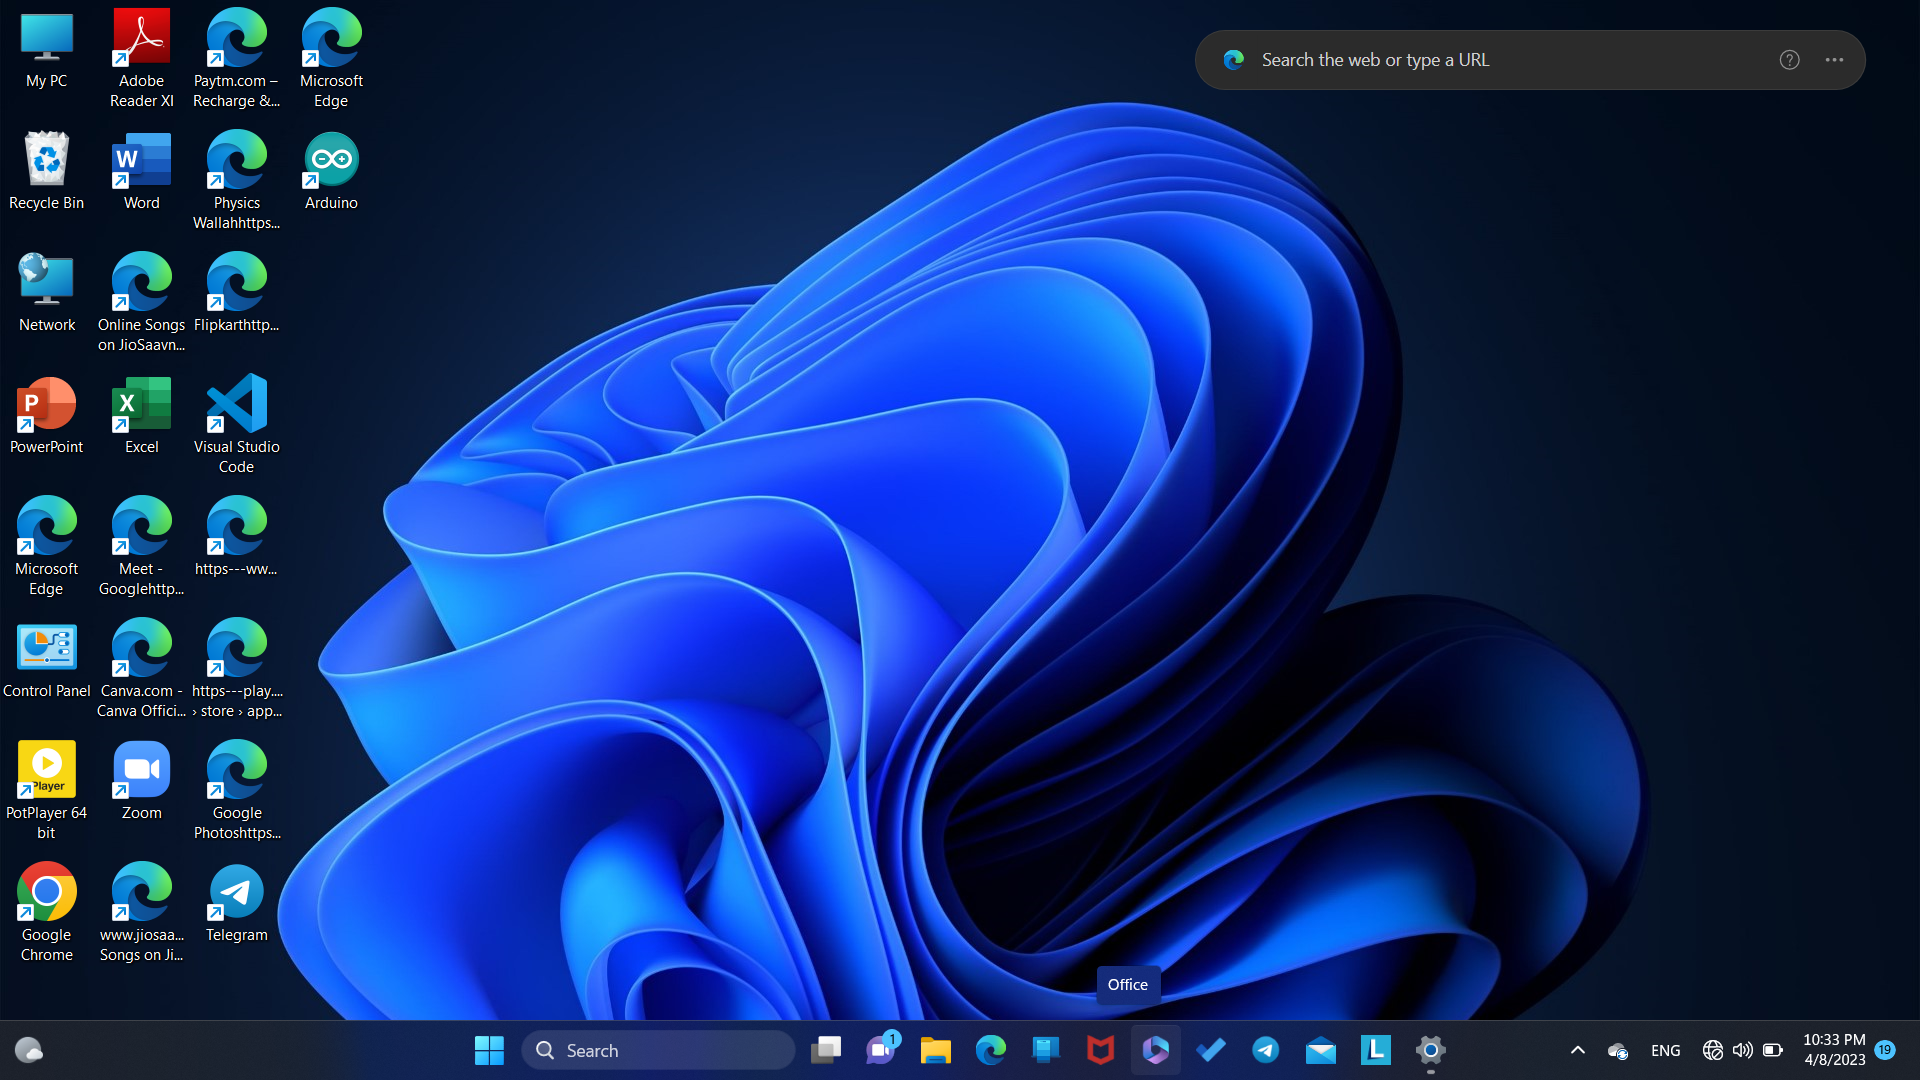 My PC
Adobe
Reader XI
Paytm.com –
Recharge &...
Microsoft
Edge
Search the web or type a URL
Recycle Bin
W
Word
Physics
Wallahhttps...
Arduino
Network
Online Songs
on JioSaavn...
Flipkarthttp...
P
PowerPoint
X
Excel
Visual Studio
Code
Microsoft
Edge
Meet -
Googlehttp...
https---ww...
Control Panel
Canva.com -
Canva Offici...
https---play....
› store › app...
Player
PotPlayer 64
bit
Zoom
Google
Photoshttps...
Google
Chrome
www.jiosaa...
Songs on Ji...
Telegram
Office
Search
1
L
ENG
10:33 PM
4/8/2023
19